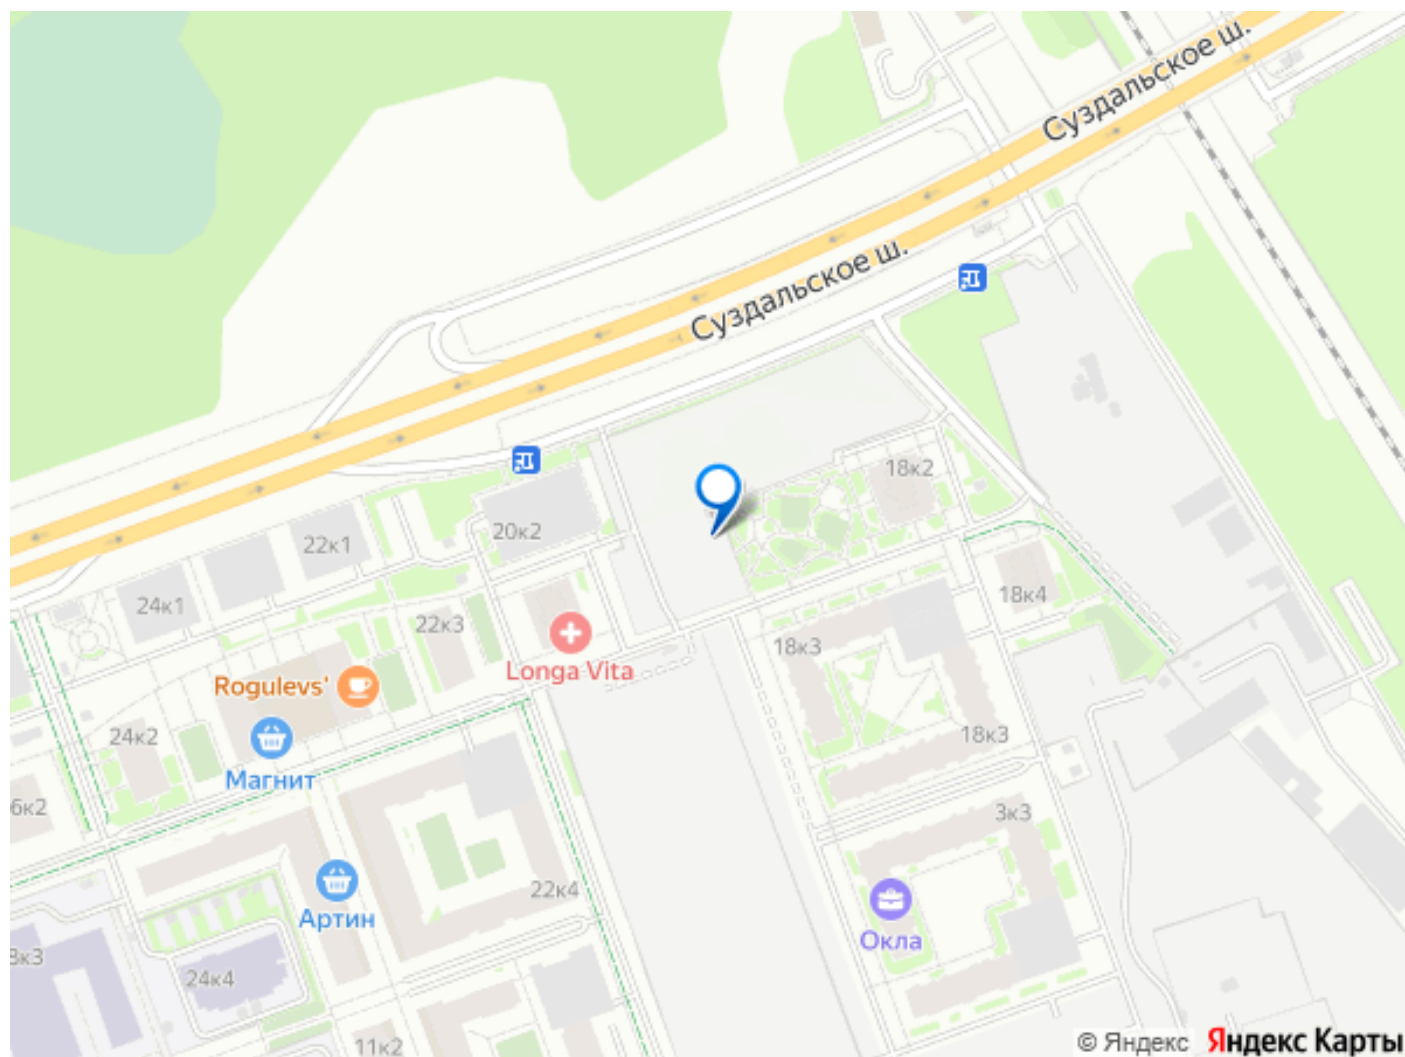 Суздальское ш.
Суздальское ш.
18к2
20к2
22к1
24к1
18к4
22к3
18к3
Longa Vita
Rogulevs'
24к2
18к3
Магнит
6к2
3к3
22к4
Артин
Окла
8к3
24к4
11к2
© Яндекс Яндекс Карты